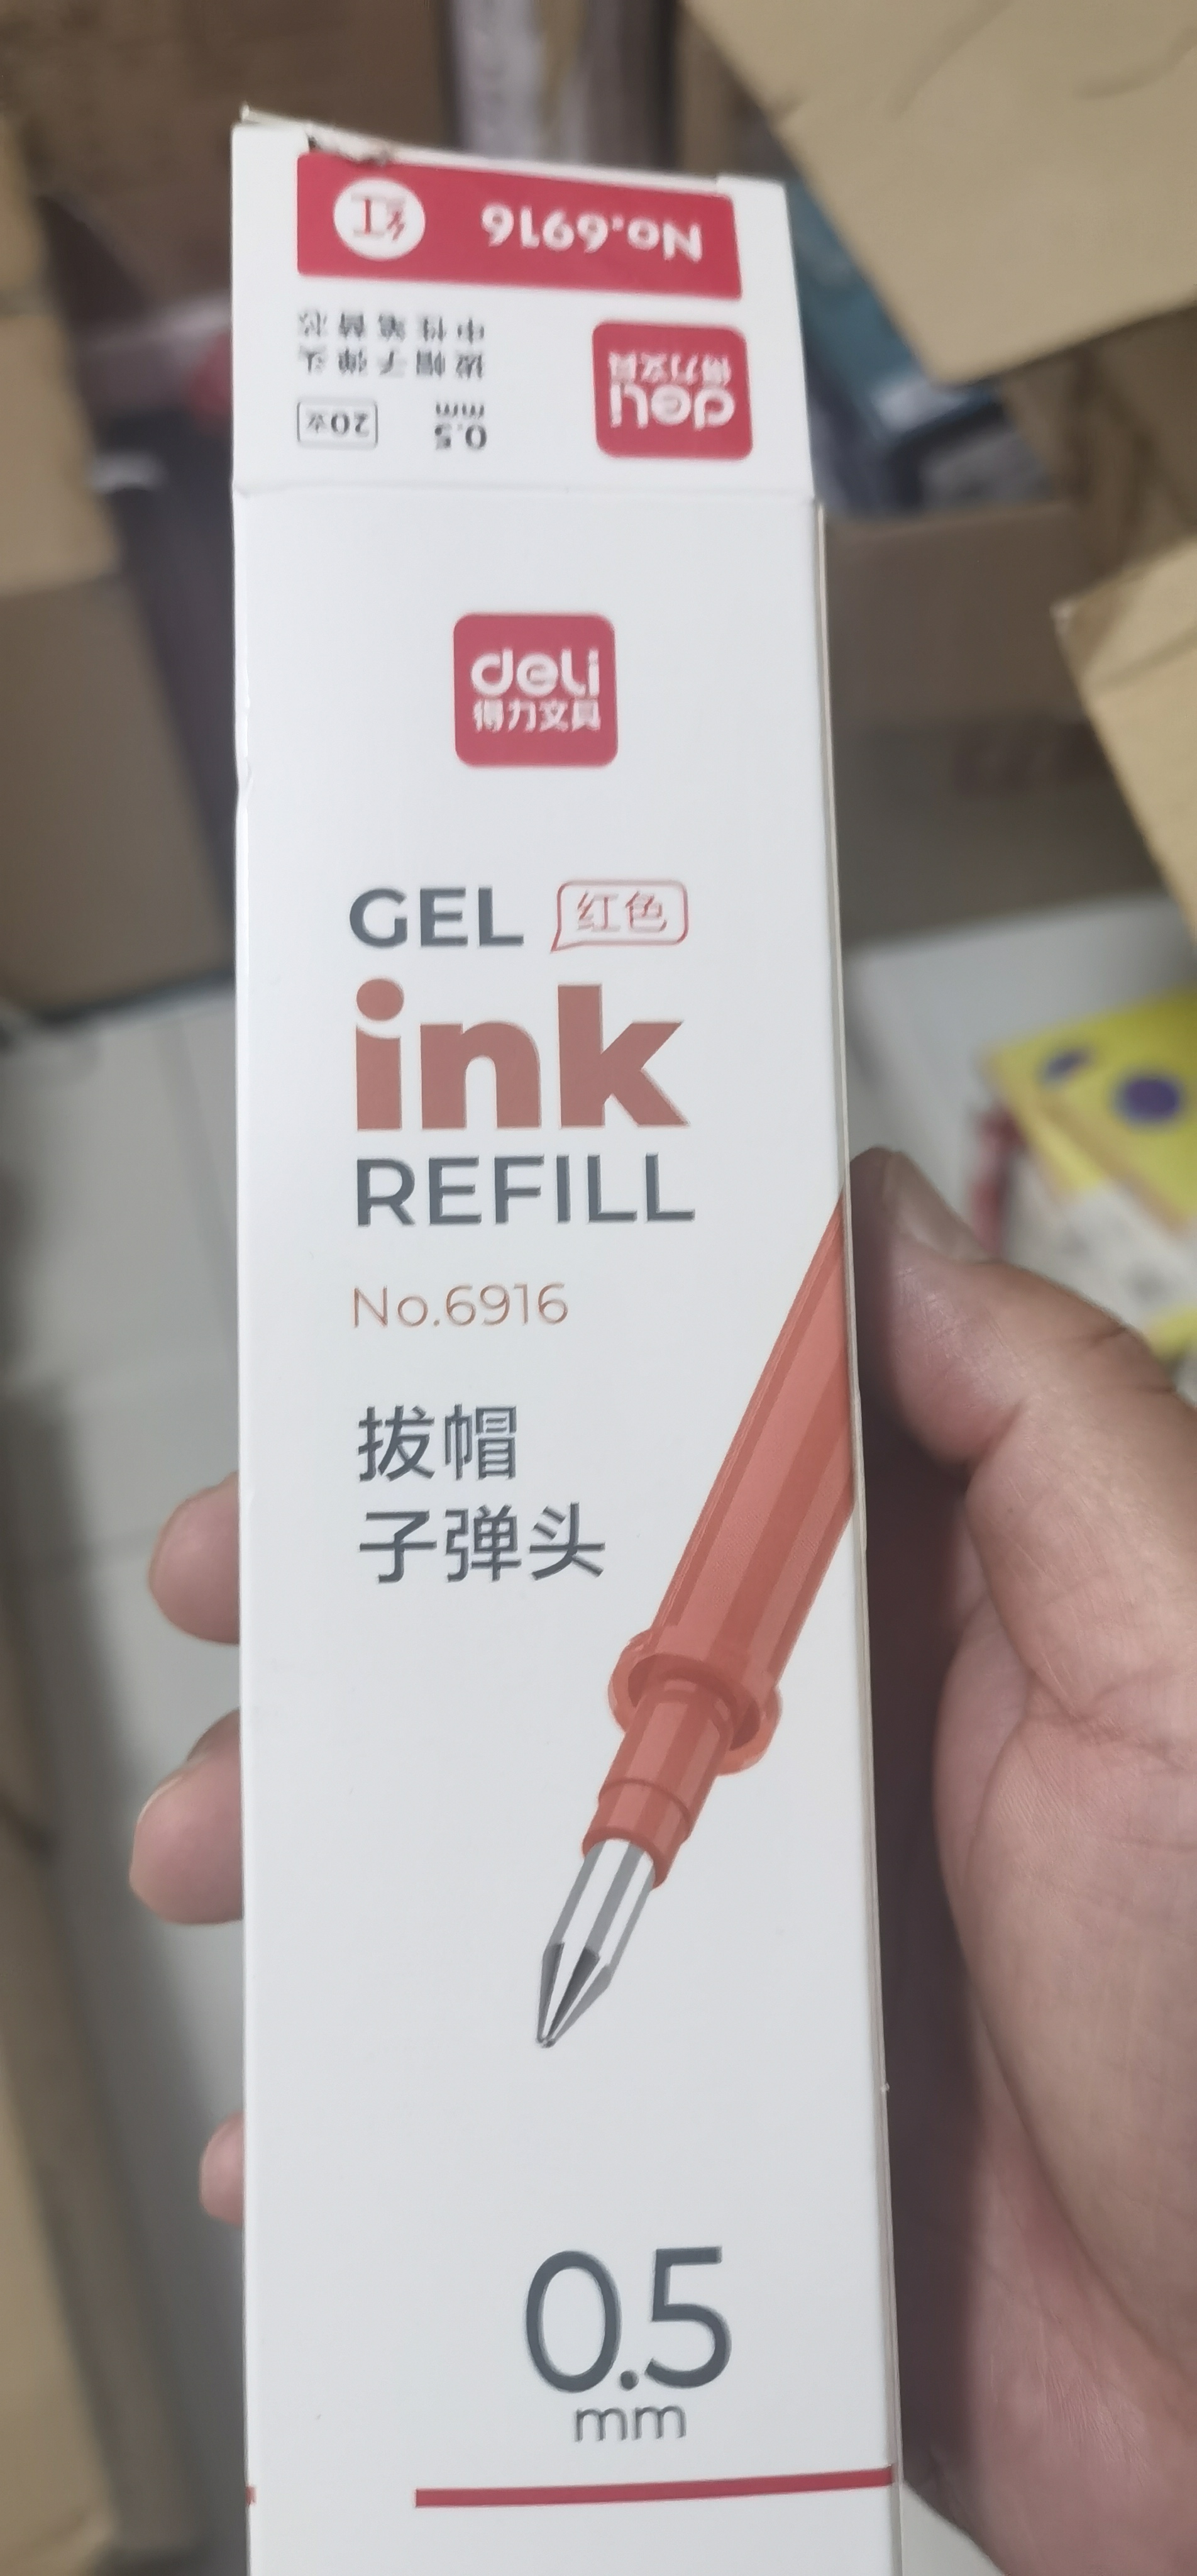 No.6916 红
deli
得力文具
拔帽子弹头
中性笔替芯
0.5
mm
20支
deli
得力文具
GEL 红色
ink
REFILL
No.6916
拔帽
子弹头
0.5
mm